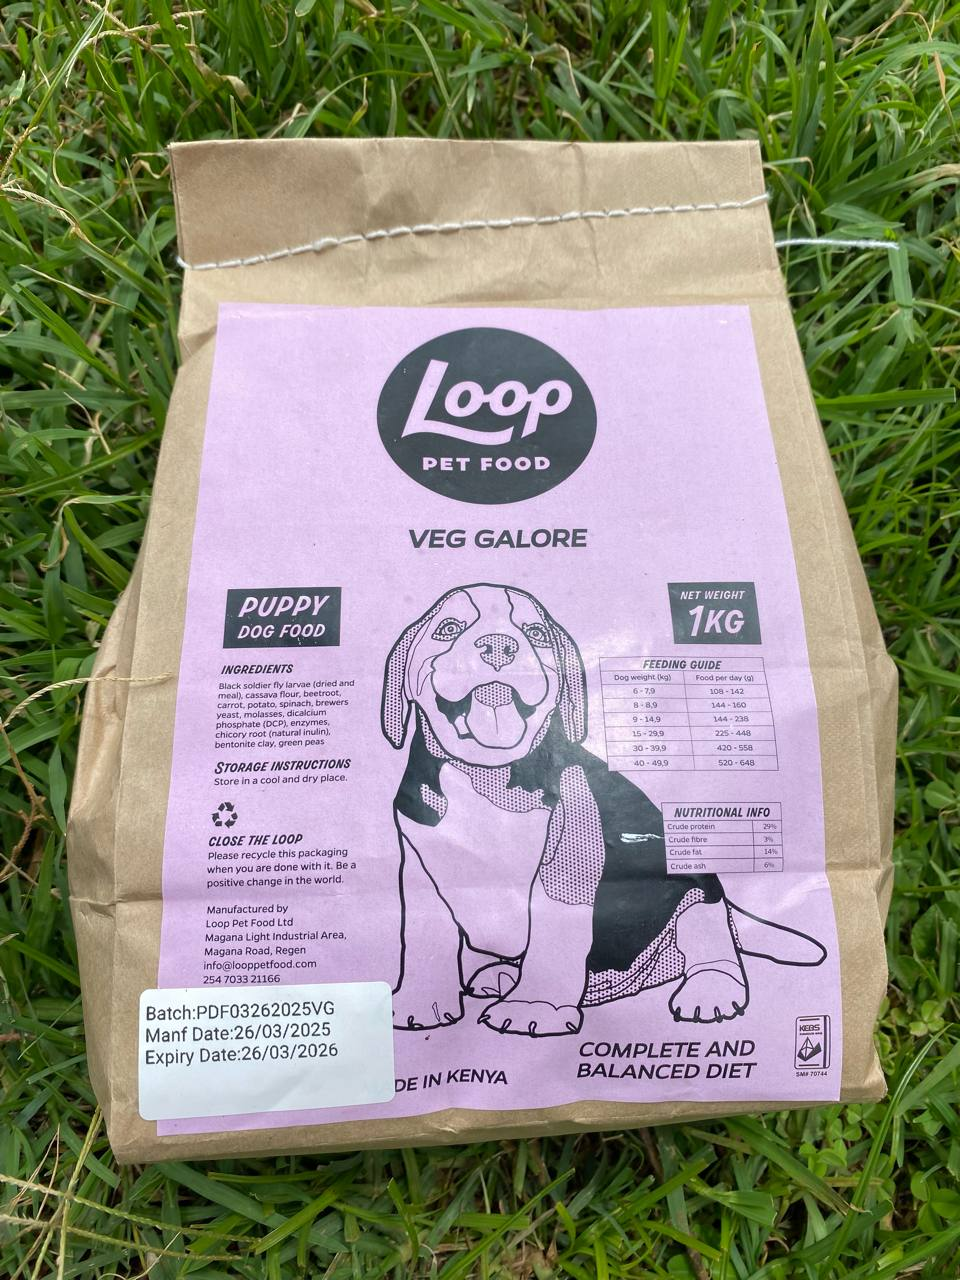 Loop
PET FOOD
VEG GALORE
PUPPY
DOG FOOD
INGREDIENTS
Black soldier fly larvae (dried and
meal), cassava flour, beetroot,
carrot, potato, spinach, brewers
yeast, molasses, dicalcium
phosphate (DCP), enzymes,
chicory root (natural inulin),
bentonite clay, green peas
STORAGE INSTRUCTIONS
Store in a cool and dry place.
CLOSE THE LOOP
Please recycle this packaging
when you are done with it. Be a
positive change in the world.
Manufactured by
Loop Pet Food Ltd
Magana Light Industrial Area,
Magana Road, Regen
info@looppetfood.com
254 7033 21166
Batch:PDF03262025VG
Manf Date:26/03/2025
Expiry Date:26/03/2026
DE IN KENYA
NET WEIGHT
1KG
FEEDING GUIDE
Dog weight (kg) Food per day (g)
6 - 7,9 108 - 142
8 - 8,9 144 - 160
9 - 14,9 144 - 238
15 - 29,9 225 - 448
30 - 39,9 420 - 558
40 - 49,9 520 - 648
NUTRITIONAL INFO
Crude protein 29%
Crude fibre 3%
Crude fat 14%
Crude ash 6%
COMPLETE AND
BALANCED DIET
KEBS
SM# 70744